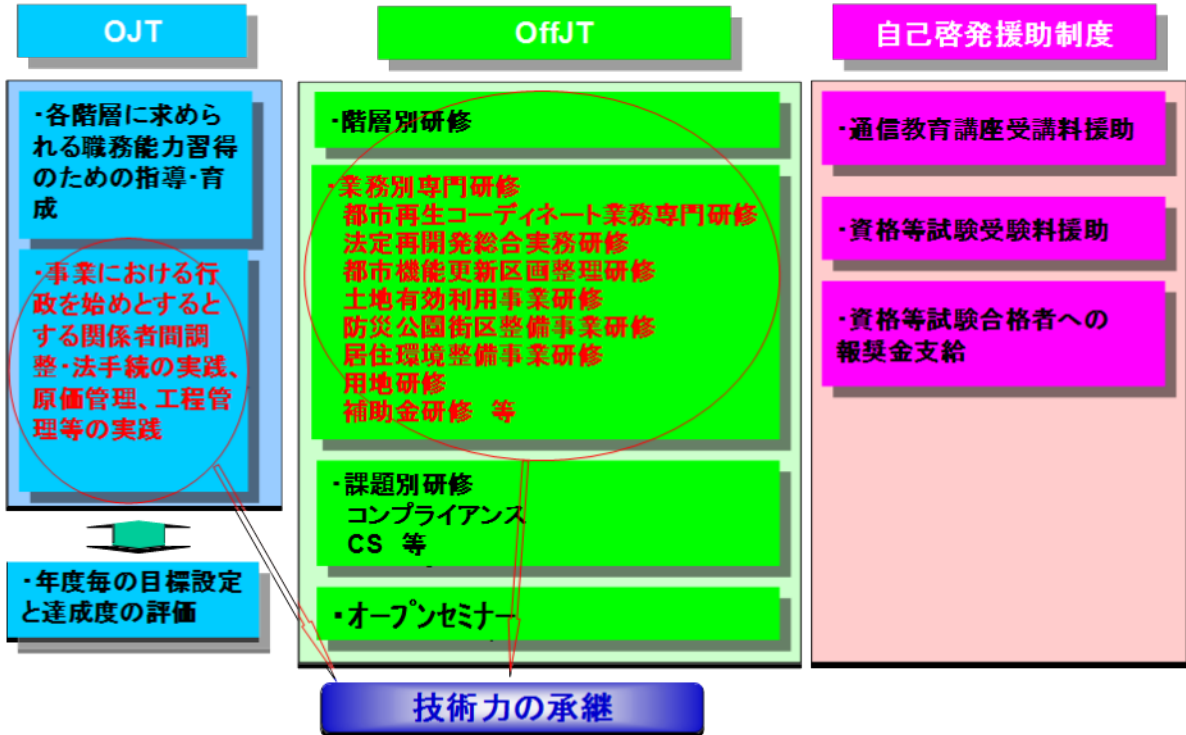 OJT
・各階層に求めら
れる職務能力習得
のための指導・育
成
・事業における行
政を始めとすると
する関係者間調
整・法手続の実践、
原価管理、工程管
理等の実践
・年度毎の目標設定
と達成度の評価
OffJT
・階層別研修
・業務別専門研修
都市再生コーディネート業務専門研修
法定再開発総合実務研修
都市機能更新区画整理研修
土地有効利用事業研修
防災公園街区整備事業研修
居住環境整備事業研修
用地研修
補助金研修 等
・課題別研修
コンプライアンス
CS 等
・オープンセミナー
自己啓発援助制度
・通信教育講座受講料援助
・資格等試験受験料援助
・資格等試験合格者への
報奨金支給
技術力の承継